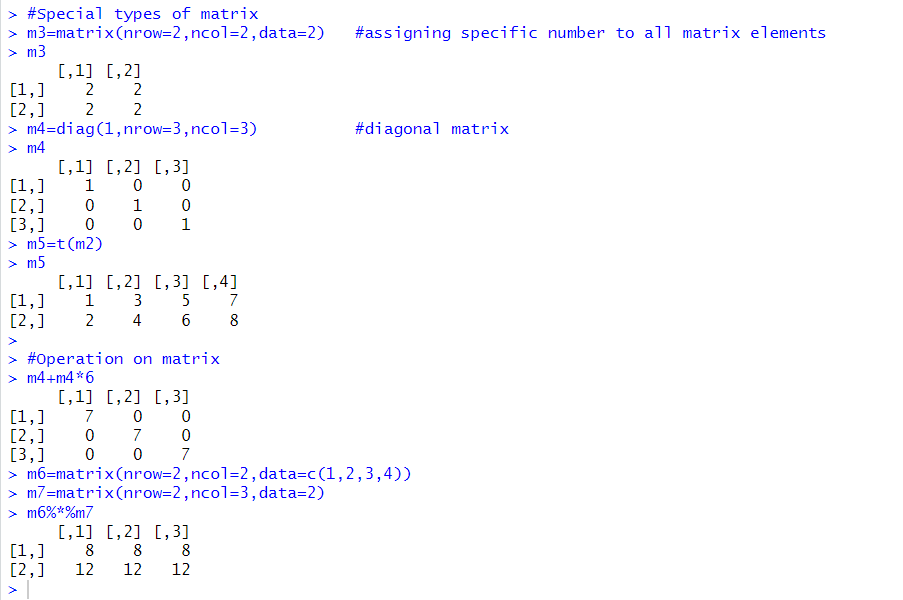 > #Special types of matrix
> m3=matrix(nrow=2,ncol=2,data=2)   #assigning specific number to all matrix elements
> m3
     [,1] [,2]
[1,]    2    2
[2,]    2    2
> m4=diag(1,nrow=3,ncol=3)          #diagonal matrix
> m4
     [,1] [,2] [,3]
[1,]    1    0    0
[2,]    0    1    0
[3,]    0    0    1
> m5=t(m2)
> m5
     [,1] [,2] [,3] [,4]
[1,]    1    3    5    7
[2,]    2    4    6    8
>
> #Operation on matrix
> m4+m4*6
     [,1] [,2] [,3]
[1,]    7    0    0
[2,]    0    7    0
[3,]    0    0    7
> m6=matrix(nrow=2,ncol=2,data=c(1,2,3,4))
> m7=matrix(nrow=2,ncol=3,data=2)
> m6%*%m7
     [,1] [,2] [,3]
[1,]    8    8    8
[2,]   12   12   12
>